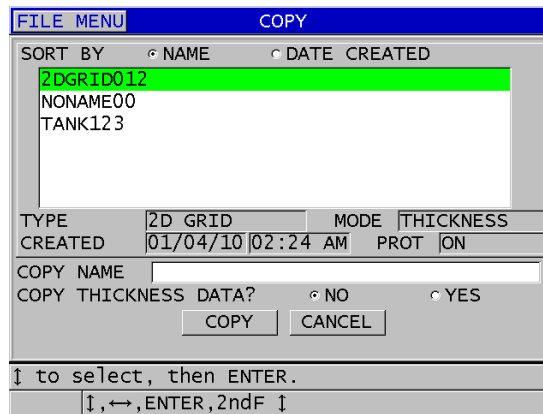 FILE MENU COPY
SORT BY NAME DATE CREATED
2DGRID012
NONAME00
TANK123
TYPE 2D GRID MODE THICKNESS
CREATED 01/04/10 02:24 AM PROT ON
COPY NAME
COPY THICKNESS DATA? NO YES
COPY CANCEL
↕ to select, then ENTER.
↕,↔,ENTER,2ndF ↕